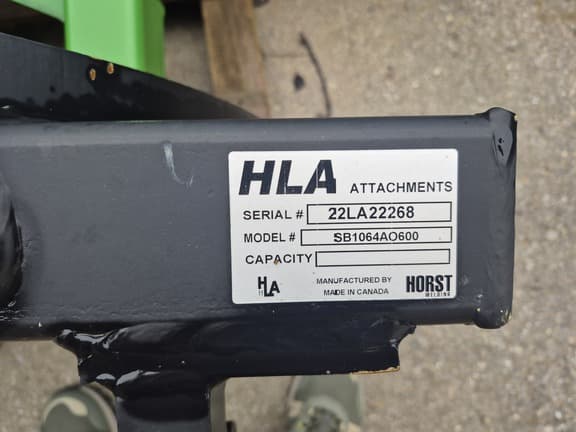 HLA ATTACHMENTS
SERIAL # 22LA22268
MODEL # SB1064AO600
CAPACITY
HLA MANUFACTURED BY HORST
MADE IN CANADA WELDING